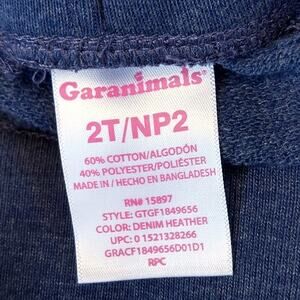 Garanimals®
2T/NP2
60% COTTON/ALGODÓN
40% POLYESTER/POLIÉSTER
MADE IN / HECHO EN BANGLADESH
RN# 15897
STYLE: GTGF1849656
COLOR: DENIM HEATHER
UPC: 0 1521328266
GRACF1849656D01D1
RPC